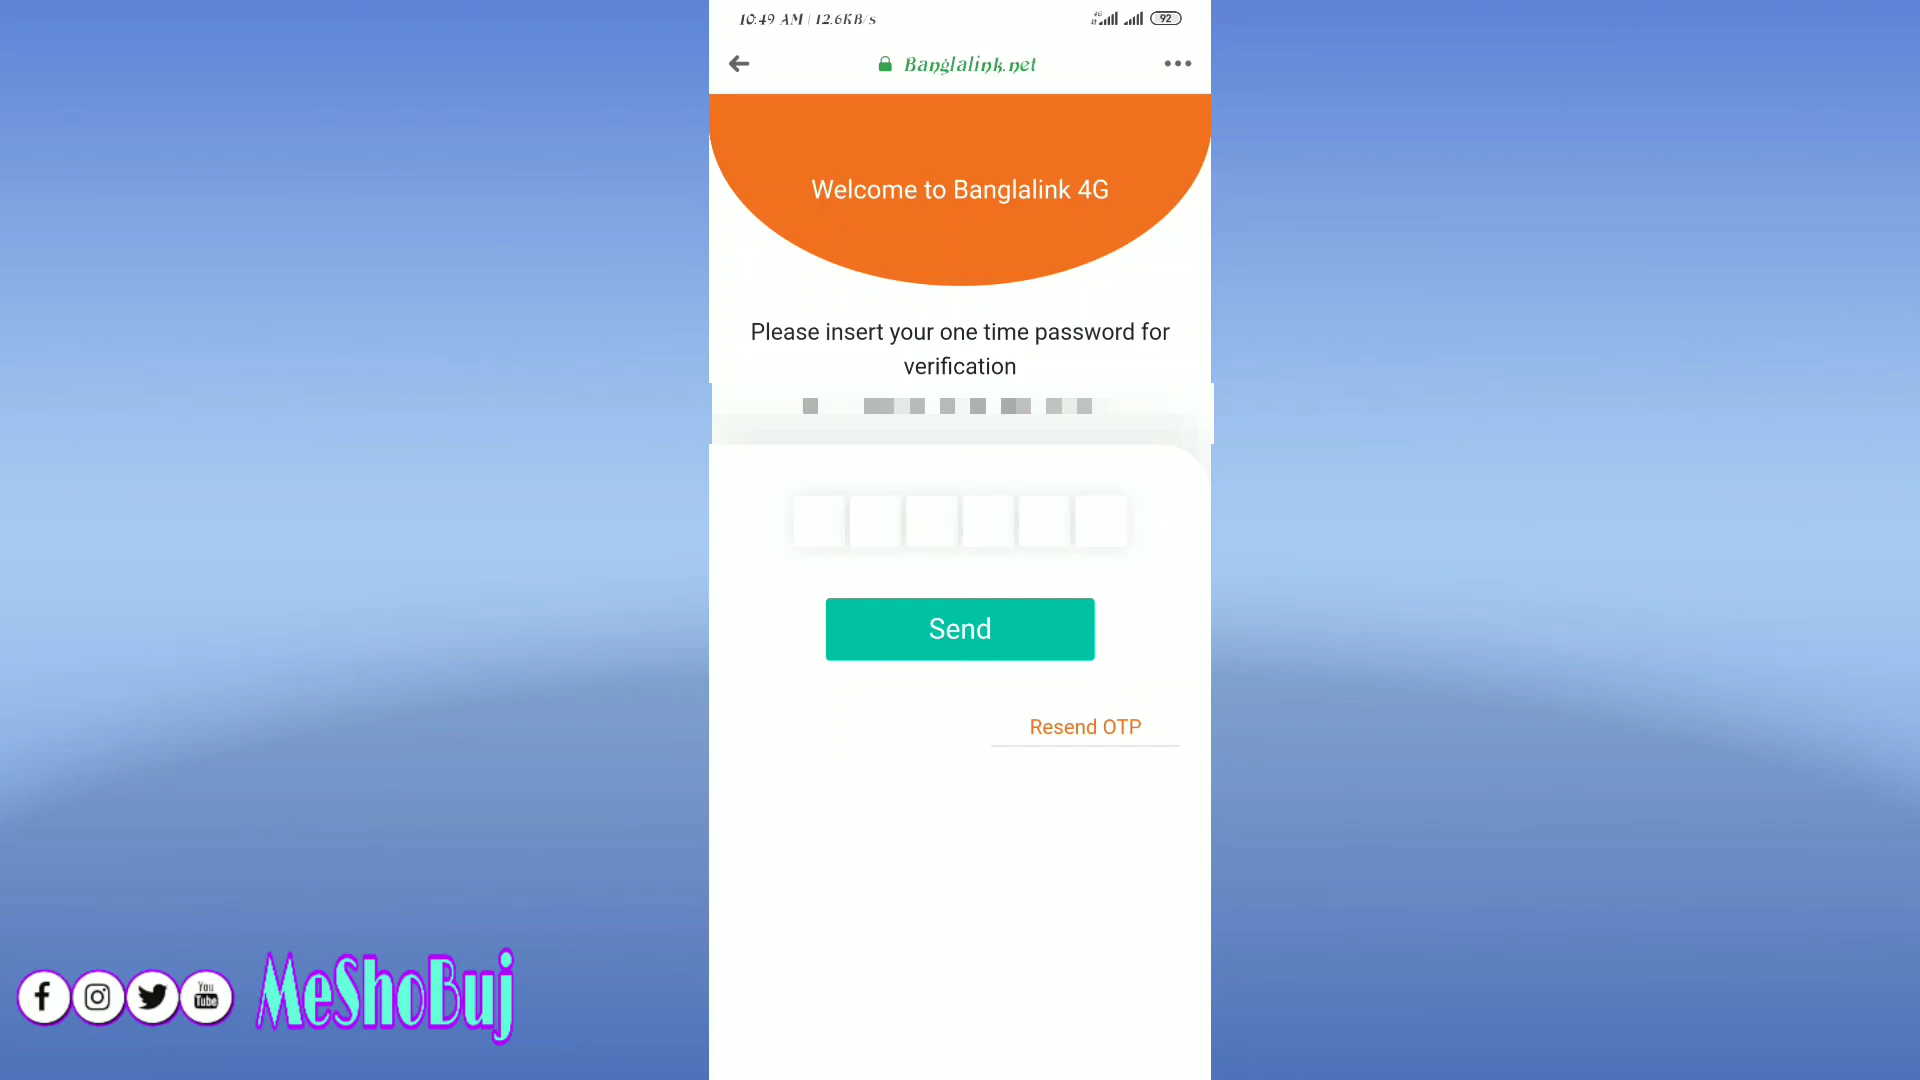 10:49 AM | 12.6KB/s
4G
92
Banglalink.net
Welcome to Banglalink 4G
Please insert your one time password for
verification
Send
Resend OTP
You
Tube
MeShoBuj